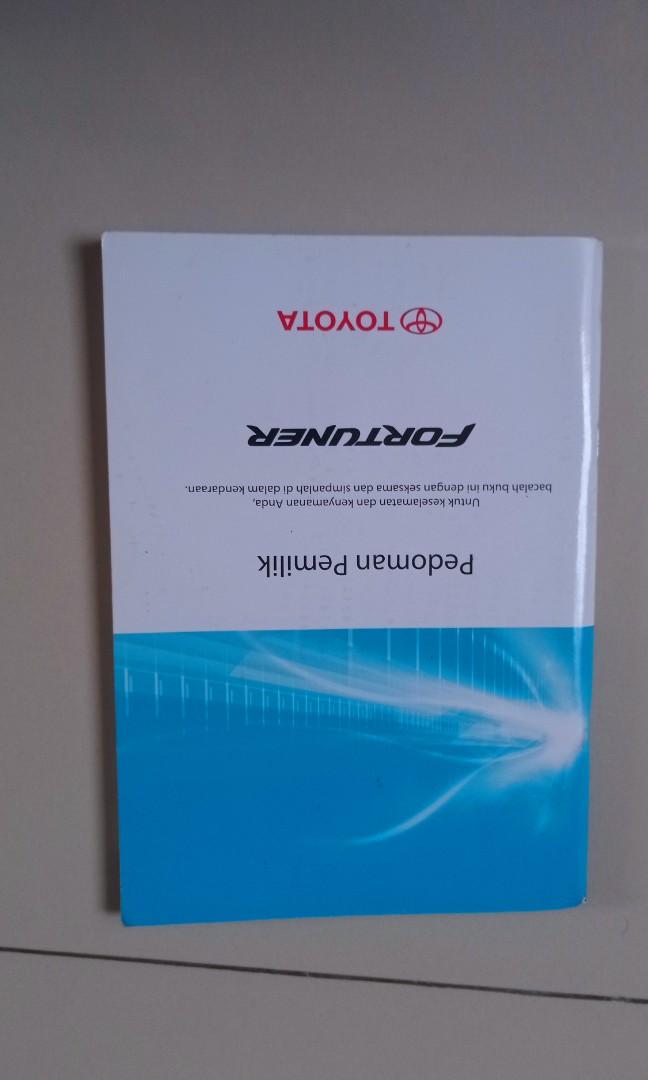 Pedoman Pemilik
Untuk keselamatan dan kenyamanan Anda,
bacalah buku ini dengan seksama dan simpanlah di dalam kendaraan.
FORTUNER
TOYOTA